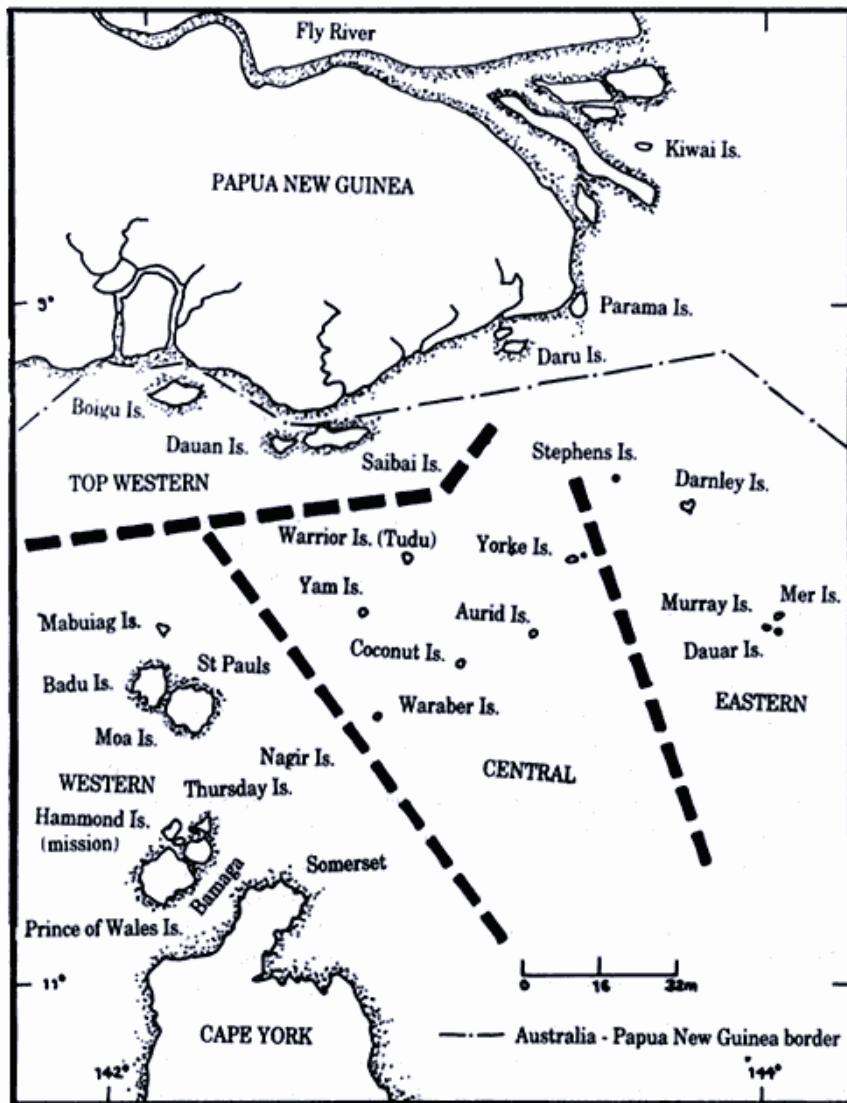 Fly River
Kiwai Is.
PAPUA NEW GUINEA
9°
Parama Is.
Daru Is.
Boigu Is.
Dauan Is.
Saibai Is.
Stephens Is.
TOP WESTERN
Darnley Is.
Warrior Is. (Tudu)
Yorke Is.
Yam Is.
Mer Is.
Murray Is.
Aurid Is.
Mabuiag Is.
Coconut Is.
Dauar Is.
St Pauls
Badu Is.
EASTERN
Waraber Is.
Moa Is.
Nagir Is.
CENTRAL
WESTERN
Thursday Is.
Hammond Is.
(mission)
Somerset
Bamaga
Prince of Wales Is.
11°
0 16 32m
CAPE YORK
Australia - Papua New Guinea border
142°
144°